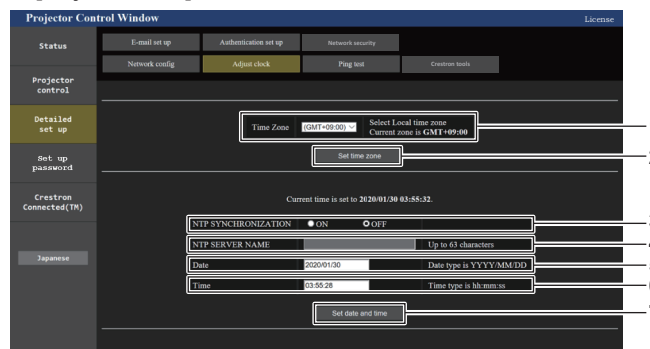 Projector Control Window
License
Status
E-mail set up
Authentication set up
Network security
Network config
Adjust clock
Ping test
Crestron tools
Projector
control
Detailed
set up
Time Zone
(GMT+09:00)
Select Local time zone
Current zone is GMT+09:00
Set time zone
Set up
password
Crestron
Connected(TM)
Current time is set to 2020/01/30 03:55:32.
NTP SYNCHRONIZATION ON OFF
NTP SERVER NAME Up to 63 characters
Japanese
Date 2020/01/30 Date type is YYYY/MM/DD
Time 03:55:28 Time type is hh:mm:ss
Set date and time